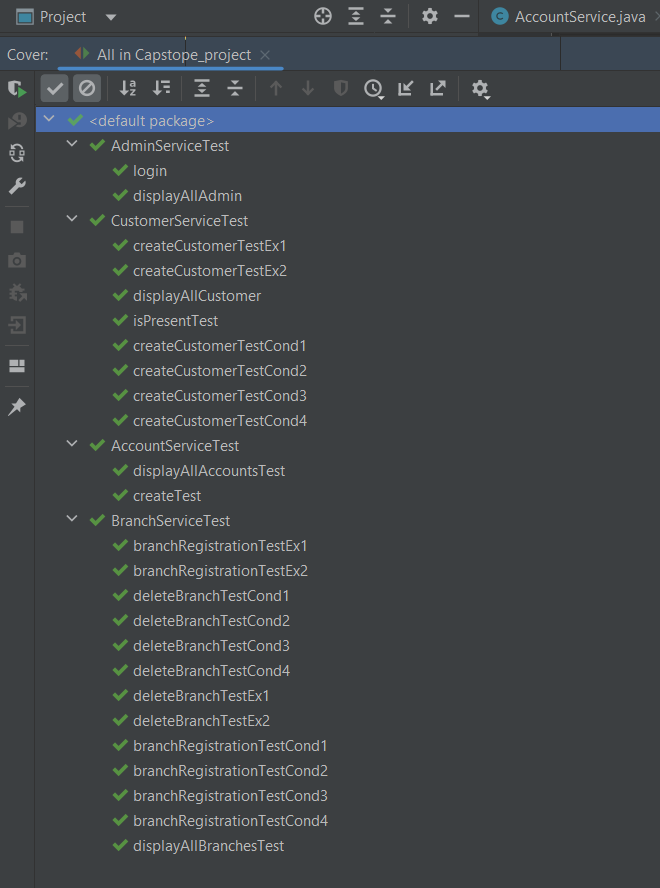 Project AccountService.java
Cover: All in Capstope_project
<default package>
AdminServiceTest
login
displayAllAdmin
CustomerServiceTest
createCustomerTestEx1
createCustomerTestEx2
displayAllCustomer
isPresentTest
createCustomerTestCond1
createCustomerTestCond2
createCustomerTestCond3
createCustomerTestCond4
AccountServiceTest
displayAllAccountsTest
createTest
BranchServiceTest
branchRegistrationTestEx1
branchRegistrationTestEx2
deleteBranchTestCond1
deleteBranchTestCond2
deleteBranchTestCond3
deleteBranchTestCond4
deleteBranchTestEx1
deleteBranchTestEx2
branchRegistrationTestCond1
branchRegistrationTestCond2
branchRegistrationTestCond3
branchRegistrationTestCond4
displayAllBranchesTest